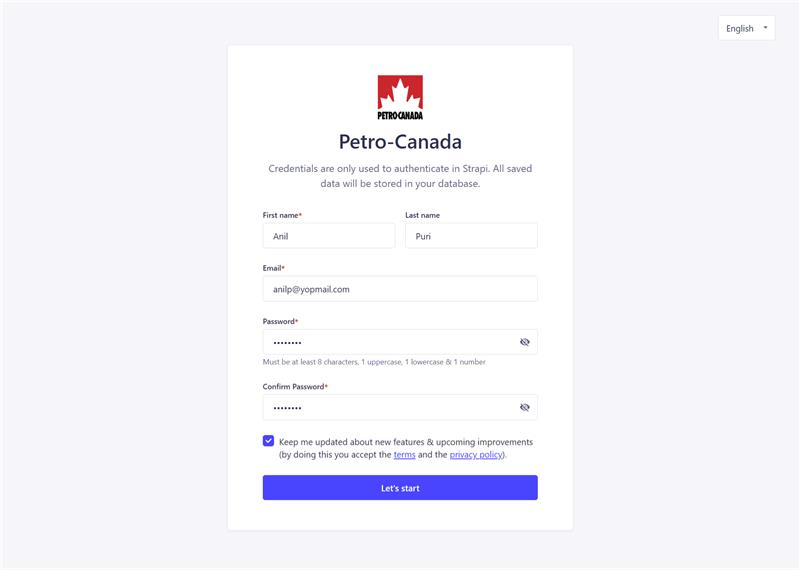 English
PETRO-CANADA
Petro-Canada
Credentials are only used to authenticate in Strapi. All saved
data will be stored in your database.
First name* Last name
Anil Puri
Email*
anilp@yopmail.com
Password*
••••••••
Must be at least 8 characters, 1 uppercase, 1 lowercase & 1 number
Confirm Password*
••••••••
Keep me updated about new features & upcoming improvements
(by doing this you accept the terms and the privacy policy).
Let's start